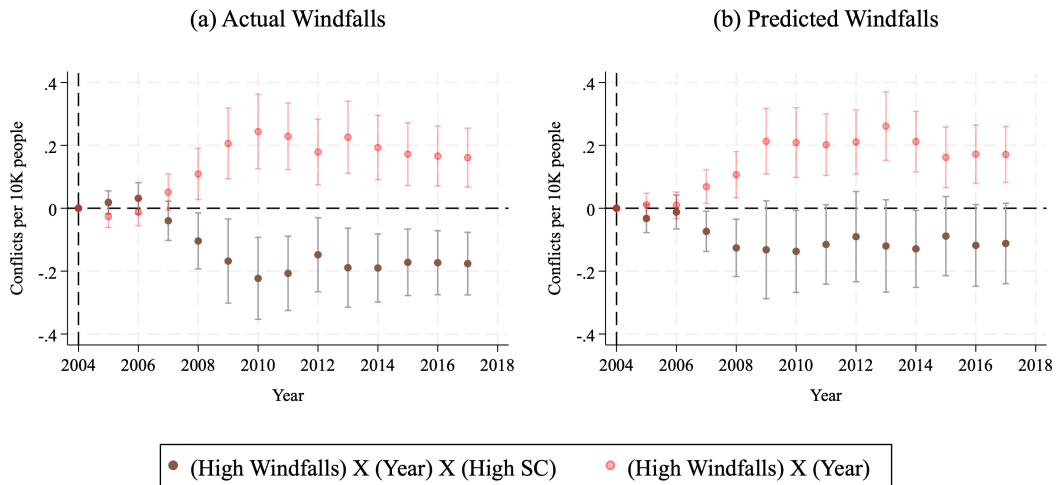 (a) Actual Windfalls
Conflicts per 10K people
.4
.2
0
-.2
-.4
2004 2006 2008 2010 2012 2014 2016 2018
Year
(b) Predicted Windfalls
Conflicts per 10K people
.4
.2
0
-.2
-.4
2004 2006 2008 2010 2012 2014 2016 2018
Year
(High Windfalls) X (Year) X (High SC) (High Windfalls) X (Year)